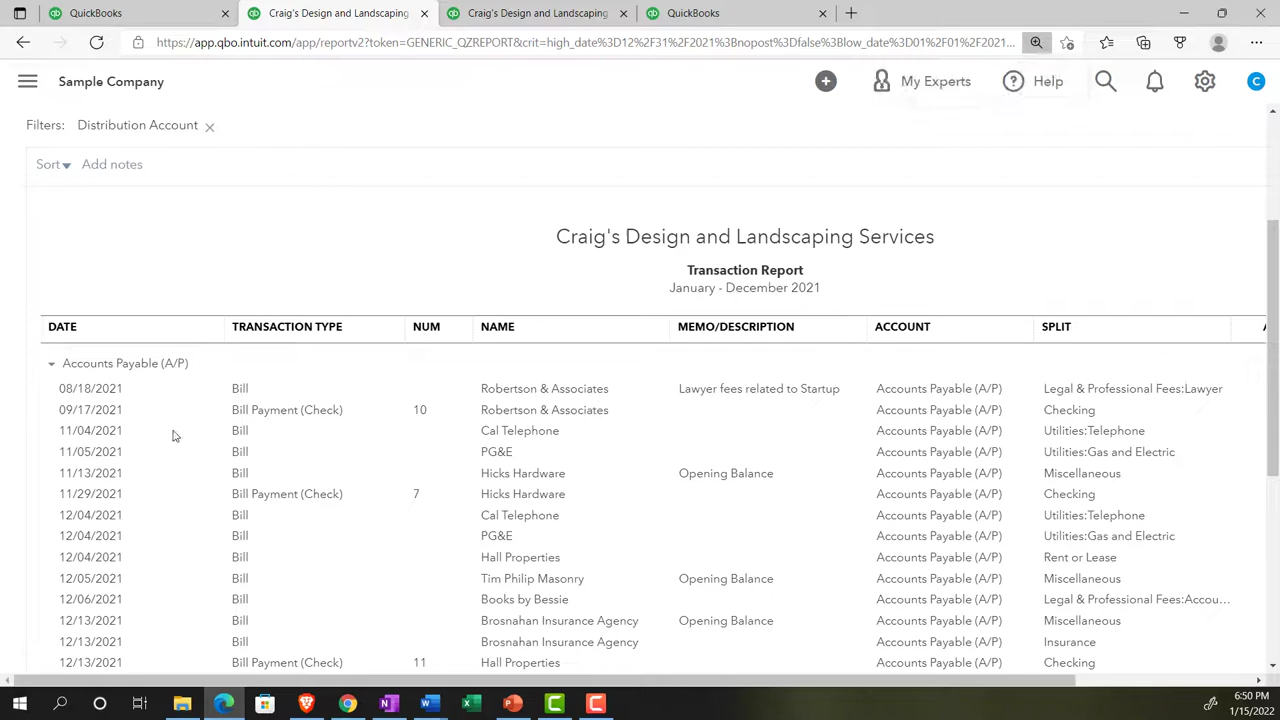 QuickBooks × Craig's Design and Landscaping × Craig's Design and Landscaping × QuickBooks ×
https://app.qbo.intuit.com/app/reportv2?token=GENERIC_QZREPORT&crit=high_date%3D12%2F31%2F2021%3Bnopost%3Dfalse%3Blow_date%3D01%2F01%2F2021...
Sample Company My Experts Help C
Filters: Distribution Account ×
Sort Add notes
Craig's Design and Landscaping Services
Transaction Report
January - December 2021
DATE TRANSACTION TYPE NUM NAME MEMO/DESCRIPTION ACCOUNT SPLIT
Accounts Payable (A/P)
08/18/2021 Bill Robertson & Associates Lawyer fees related to Startup Accounts Payable (A/P) Legal & Professional Fees:Lawyer
09/17/2021 Bill Payment (Check) 10 Robertson & Associates Accounts Payable (A/P) Checking
11/04/2021 Bill Cal Telephone Accounts Payable (A/P) Utilities:Telephone
11/05/2021 Bill PG&E Accounts Payable (A/P) Utilities:Gas and Electric
11/13/2021 Bill Hicks Hardware Opening Balance Accounts Payable (A/P) Miscellaneous
11/29/2021 Bill Payment (Check) 7 Hicks Hardware Accounts Payable (A/P) Checking
12/04/2021 Bill Cal Telephone Accounts Payable (A/P) Utilities:Telephone
12/04/2021 Bill PG&E Accounts Payable (A/P) Utilities:Gas and Electric
12/04/2021 Bill Hall Properties Accounts Payable (A/P) Rent or Lease
12/05/2021 Bill Tim Philip Masonry Opening Balance Accounts Payable (A/P) Miscellaneous
12/06/2021 Bill Books by Bessie Accounts Payable (A/P) Legal & Professional Fees:Accou...
12/13/2021 Bill Brosnahan Insurance Agency Opening Balance Accounts Payable (A/P) Miscellaneous
12/13/2021 Bill Brosnahan Insurance Agency Accounts Payable (A/P) Insurance
12/13/2021 Bill Payment (Check) 11 Hall Properties Accounts Payable (A/P) Checking
6:50 PM
1/15/2022